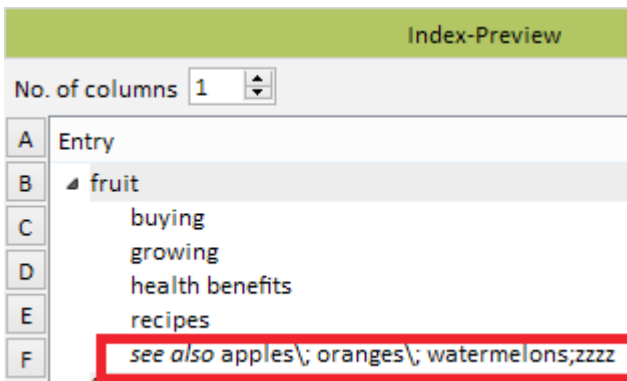 Index-Preview
No. of columns 1
A
Entry
B
fruit
buying
C
growing
D
health benefits
E
recipes
F
see also apples\; oranges\; watermelons;zzzz